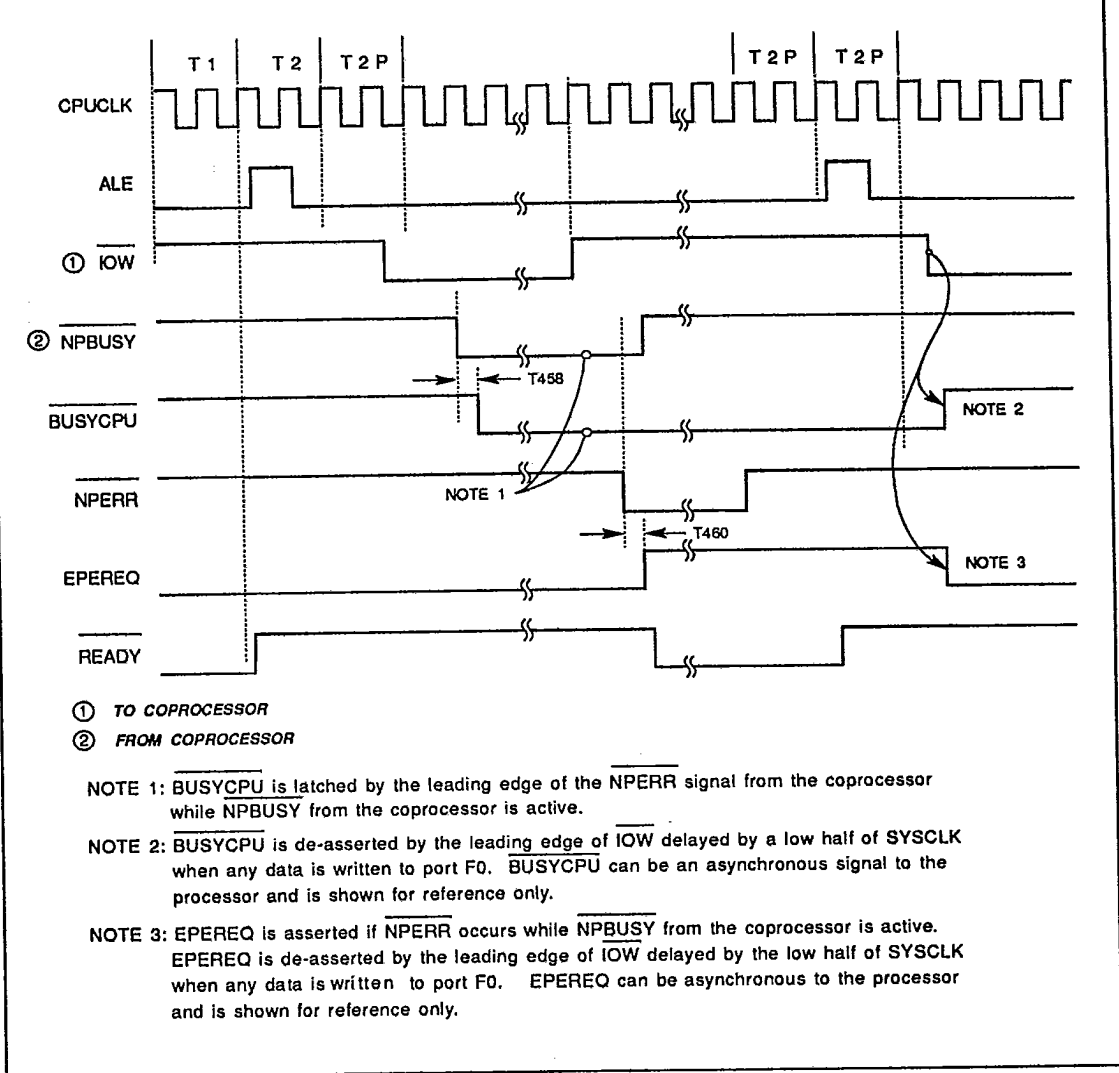 T 1 T 2 T 2 P T 2 P T 2 P
CPUCLK
ALE
① IOW
② NPBUSY
T458
BUSYCPU
NOTE 2
NPERR
NOTE 1
T460
EPEREQ
NOTE 3
READY
① TO COPROCESSOR
② FROM COPROCESSOR
NOTE 1: BUSYCPU is latched by the leading edge of the NPERR signal from the coprocessor
while NPBUSY from the coprocessor is active.
NOTE 2: BUSYCPU is de-asserted by the leading edge of IOW delayed by a low half of SYSCLK
when any data is written to port F0. BUSYCPU can be an asynchronous signal to the
processor and is shown for reference only.
NOTE 3: EPEREQ is asserted if NPERR occurs while NPBUSY from the coprocessor is active.
EPEREQ is de-asserted by the leading edge of IOW delayed by the low half of SYSCLK
when any data is written to port F0. EPEREQ can be asynchronous to the processor
and is shown for reference only.